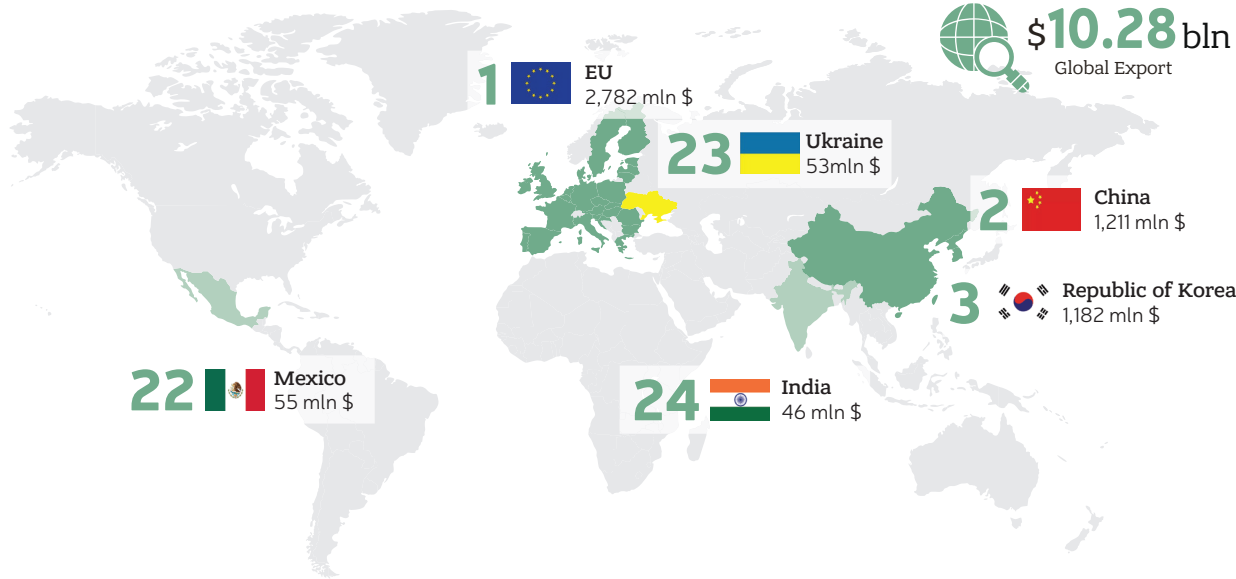 $10.28 bln
Global Export
1
EU
2,782 mln $
23
Ukraine
53mln $
2
China
1,211 mln $
3
Republic of Korea
1,182 mln $
22
Mexico
55 mln $
24
India
46 mln $